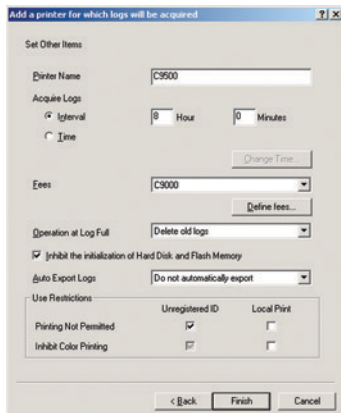 Add a printer for which logs will be acquired
Set Other Items
Printer Name C9500
Acquire Logs
Interval 8 Hour 0 Minutes
Time
Change Time...
Fees C9000
Define fees...
Operation at Log Full Delete old logs
Inhibit the initialization of Hard Disk and Flash Memory
Auto Export Logs Do not automatically export
Use Restrictions
Unregistered ID Local Print
Printing Not Permitted
Inhibit Color Printing
< Back Finish Cancel